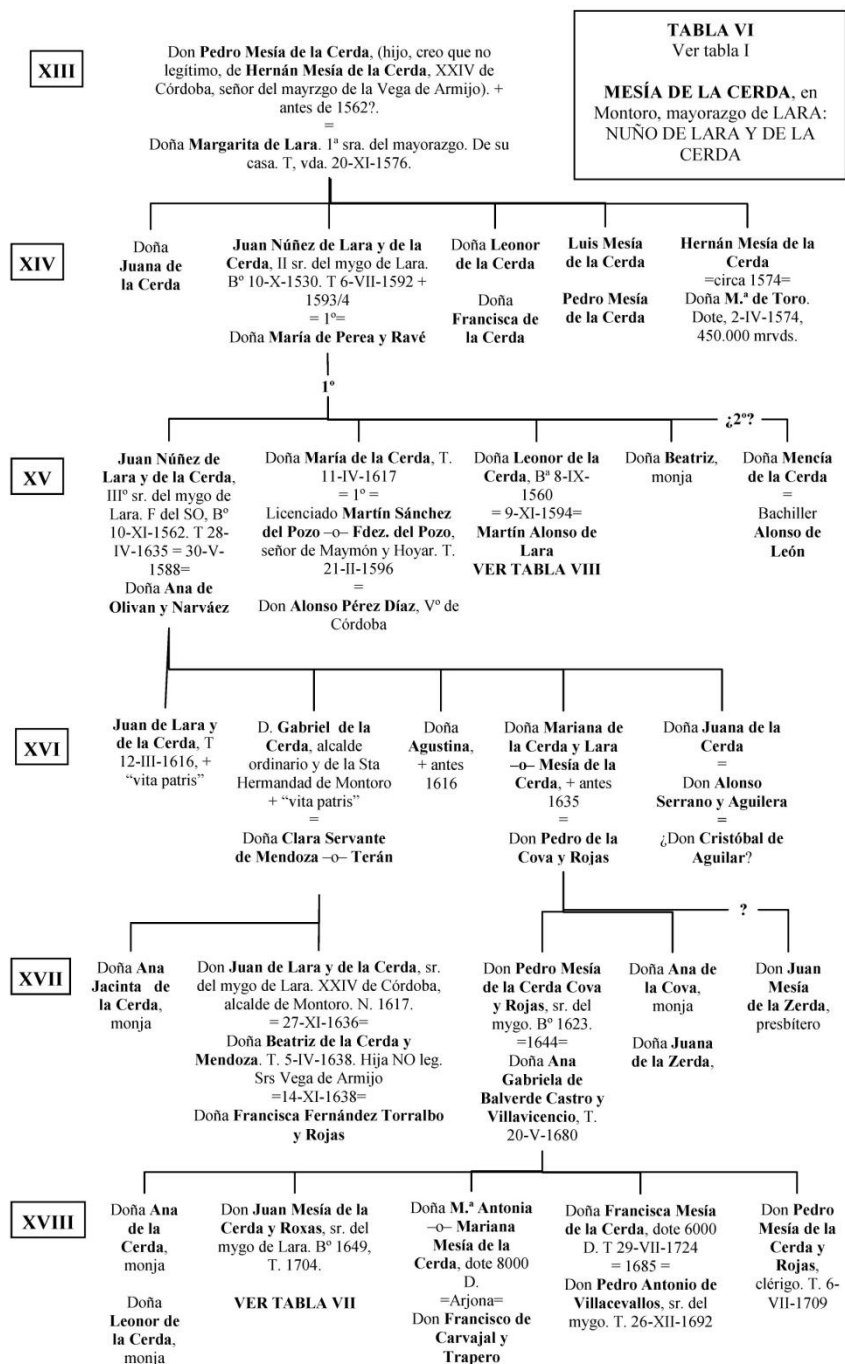 TABLA VI
Ver tabla I
MESÍA DE LA CERDA, en
Montoro, mayorazgo de LARA:
NUÑO DE LARA Y DE LA
CERDA
XIII
Don Pedro Mesía de la Cerda, (hijo, creo que no
legítimo, de Hernán Mesía de la Cerda, XXIV de
Córdoba, señor del mayrzgo de la Vega de Armijo). +
antes de 1562?.
=
Doña Margarita de Lara. 1ª sra. del mayorazgo. De su
casa. T, vda. 20-XI-1576.
XIV
Doña
Juana de
la Cerda
Juan Núñez de Lara y de la
Cerda, II sr. del mygo de Lara.
Bº 10-X-1530. T 6-VII-1592 +
1593/4
= 1º=
Doña María de Perea y Ravé
Doña Leonor
de la Cerda
Doña
Francisca de
la Cerda
Luis Mesía
de la Cerda
Pedro Mesía
de la Cerda
Hernán Mesía de la
Cerda
=circa 1574=
Doña M.ª de Toro.
Dote, 2-IV-1574,
450.000 mrvds.
1º
¿2º?
XV
Juan Núñez de
Lara y de la Cerda,
IIIº sr. del mygo de
Lara. F del SO, Bº
10-XI-1562. T 28-
IV-1635 = 30-V-
1588=
Doña Ana de
Olivan y Narváez
Doña María de la Cerda, T.
11-IV-1617
= 1º =
Licenciado Martín Sánchez
del Pozo –o– Fdez. del Pozo,
señor de Maymón y Hoyar. T.
21-II-1596
=
Don Alonso Pérez Díaz, Vº de
Córdoba
Doña Leonor de la
Cerda, Bª 8-IX-
1560
= 9-XI-1594=
Martín Alonso de
Lara
VER TABLA VIII
Doña Beatriz,
monja
Doña Mencía
de la Cerda
=
Bachiller
Alonso de
León
XVI
Juan de Lara y
de la Cerda, T
12-III-1616, +
“vita patris”
D. Gabriel de la
Cerda, alcalde
ordinario y de la Sta
Hermandad de Montoro
+ “vita patris”
=
Doña Clara Servante
de Mendoza –o– Terán
Doña
Agustina,
+ antes
1616
Doña Mariana de
la Cerda y Lara
–o– Mesía de la
Cerda, + antes
1635
=
Don Pedro de la
Cova y Rojas
Doña Juana de la
Cerda
=
Don Alonso
Serrano y Aguilera
=
¿Don Cristóbal de
Aguilar?
?
XVII
Doña Ana
Jacinta de
la Cerda,
monja
Don Juan de Lara y de la Cerda, sr.
del mygo de Lara. XXIV de Córdoba,
alcalde de Montoro. N. 1617.
= 27-XI-1636=
Doña Beatriz de la Cerda y
Mendoza. T. 5-IV-1638. Hija NO leg.
Srs Vega de Armijo
=14-XI-1638=
Doña Francisca Fernández Torralbo
y Rojas
Don Pedro Mesía
de la Cerda Cova
y Rojas, sr. del
mygo. Bº 1623.
=1644=
Doña Ana
Gabriela de
Balverde Castro y
Villavicencio, T.
20-V-1680
Doña Ana de
la Cova,
monja
Doña Juana
de la Zerda,
Don Juan
Mesía
de la Zerda,
presbítero
XVIII
Doña Ana
de la
Cerda,
monja
Doña
Leonor de
la Cerda,
monja
Don Juan Mesía de la
Cerda y Roxas, sr. del
mygo de Lara. Bº 1649,
T. 1704.
VER TABLA VII
Doña M.ª Antonia
–o– Mariana
Mesía de la
Cerda, dote 8000
D.
=Arjona=
Don Francisco de
Carvajal y
Trapero
Doña Francisca Mesía
de la Cerda, dote 6000
D. T 29-VII-1724
= 1685 =
Don Pedro Antonio de
Villacevallos, sr. del
mygo. T. 26-XII-1692
Don Pedro
Mesía de la
Cerda y
Rojas,
clérigo. T. 6-
VII-1709